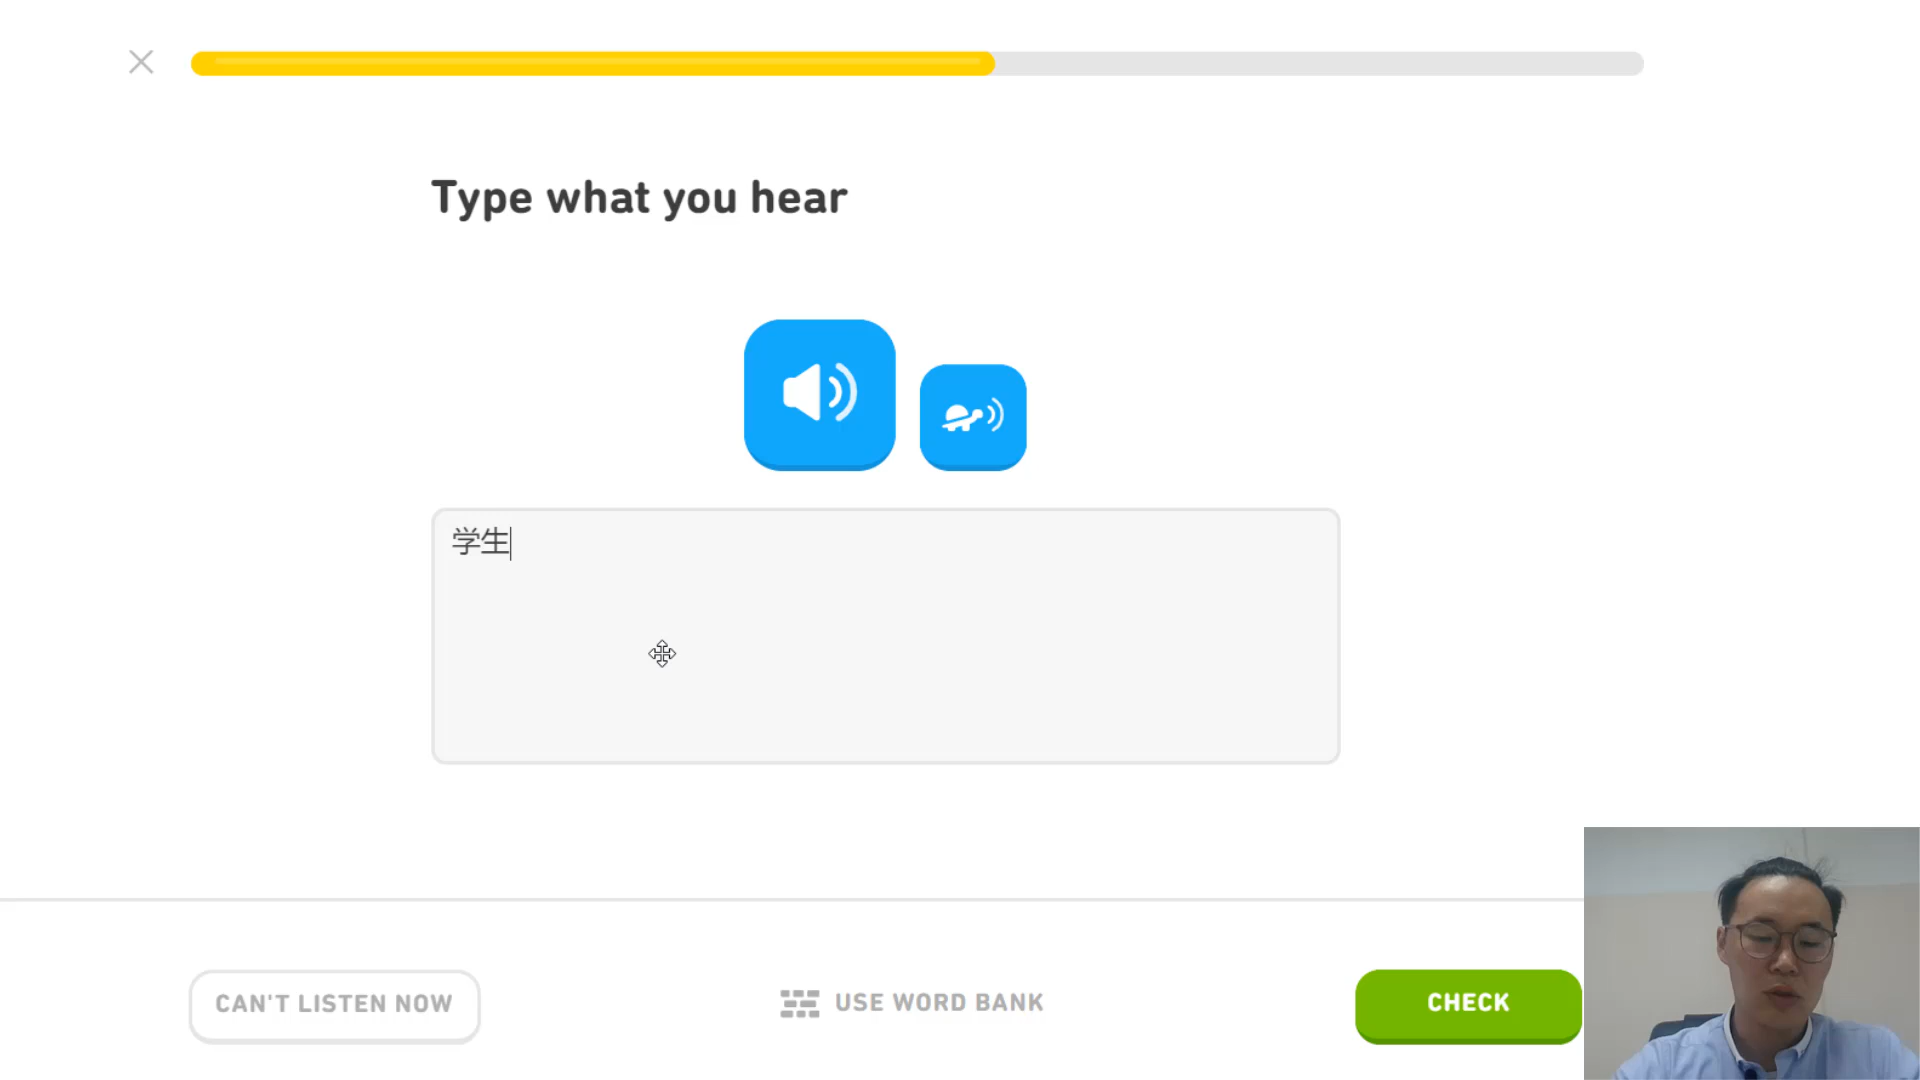 Type what you hear
学生
CAN'T LISTEN NOW
USE WORD BANK
CHECK